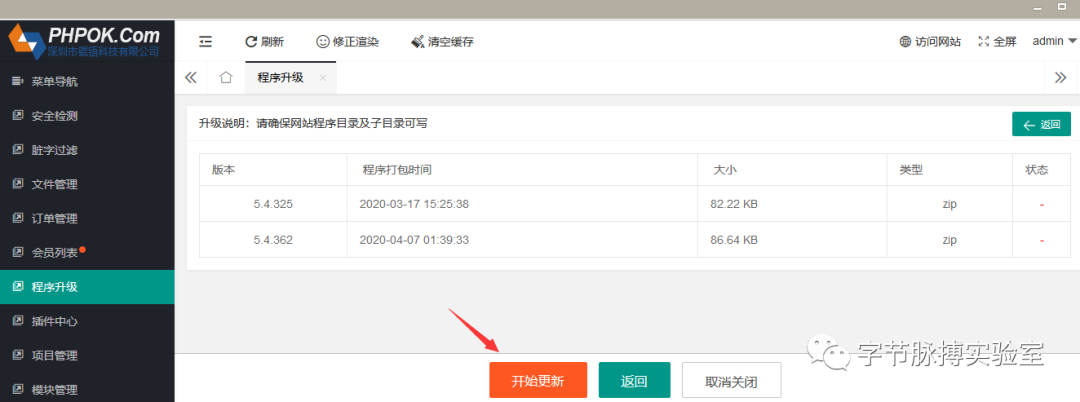 PHPOK.Com
深圳市锟铻科技有限公司
刷新
修正渲染
清空缓存
访问网站
全屏
admin
程序升级
菜单导航
安全检测
脏字过滤
文件管理
订单管理
会员列表
程序升级
插件中心
项目管理
模块管理
升级说明：请确保网站程序目录及子目录可写
返回
版本 程序打包时间 大小 类型 状态
5.4.325 2020-03-17 15:25:38 82.22 KB zip -
5.4.362 2020-04-07 01:39:33 86.64 KB zip -
开始更新
返回
取消关闭
字节脉搏实验室